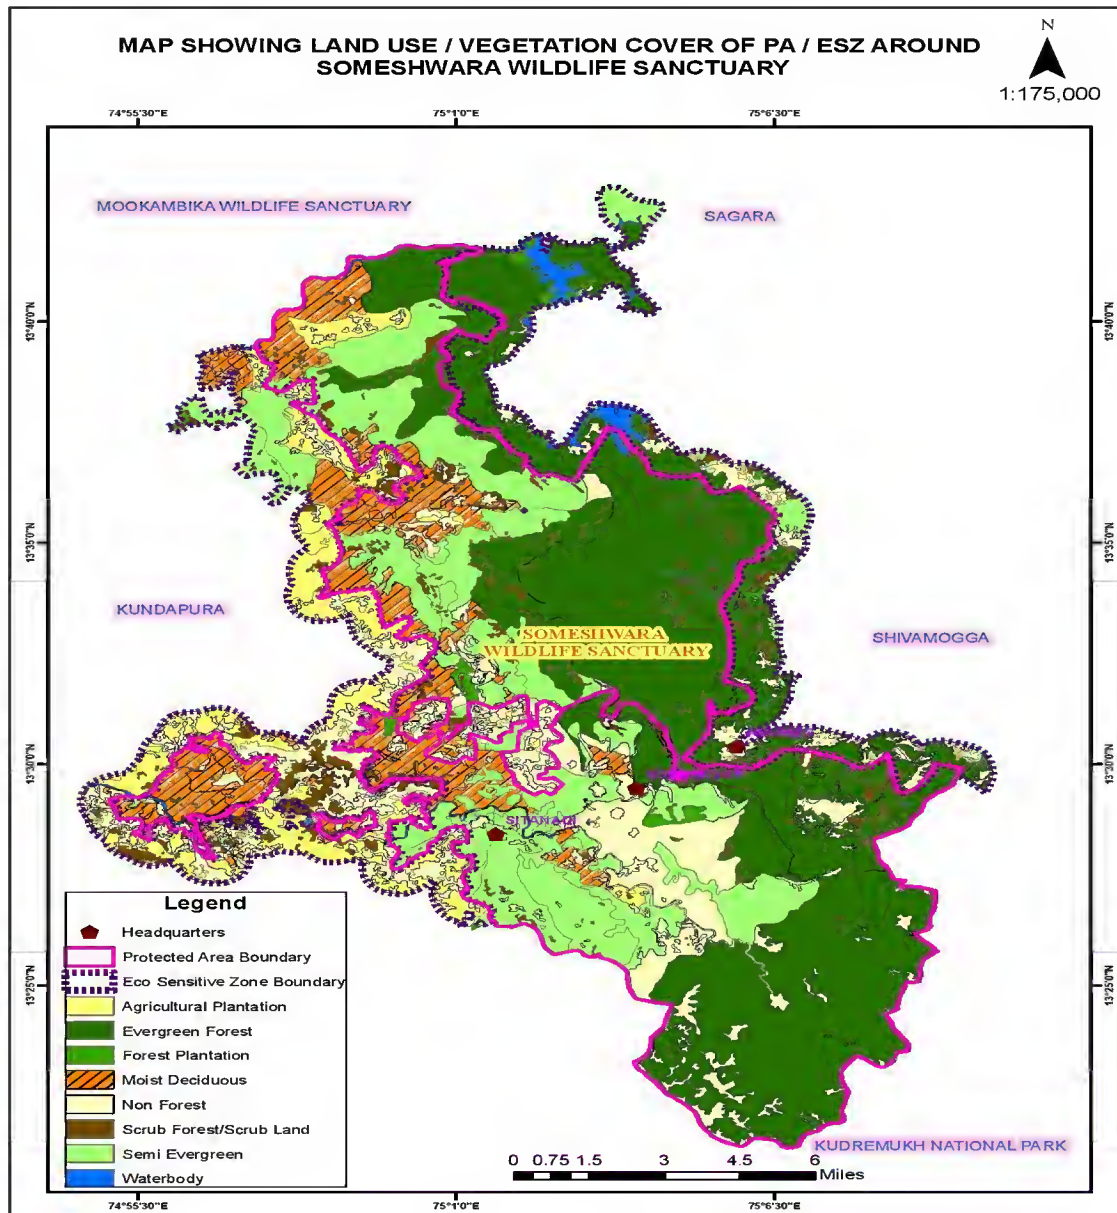 MAP SHOWING LAND USE / VEGETATION COVER OF PA / ESZ AROUND
SOMESHWARA WILDLIFE SANCTUARY
N
1:175,000
74°55'30"E
75°1'0"E
75°6'30"E
MOOKAMBIKA WILDLIFE SANCTUARY
SAGARA
13°40'0"N
13°40'0"N
13°35'0"N
13°35'0"N
KUNDAPURA
SHIVAMOGGA
SOMESHWARA
WILDLIFE SANCTUARY
13°30'0"N
13°30'0"N
SITANADI
Legend
Headquarters
Protected Area Boundary
Eco Sensitive Zone Boundary
Agricultural Plantation
Evergreen Forest
Forest Plantation
Moist Deciduous
Non Forest
Scrub Forest/Scrub Land
Semi Evergreen
Waterbody
13°25'0"N
13°25'0"N
KUDREMUKH NATIONAL PARK
0 0.75 1.5 3 4.5 6
Miles
74°55'30"E
75°1'0"E
75°6'30"E